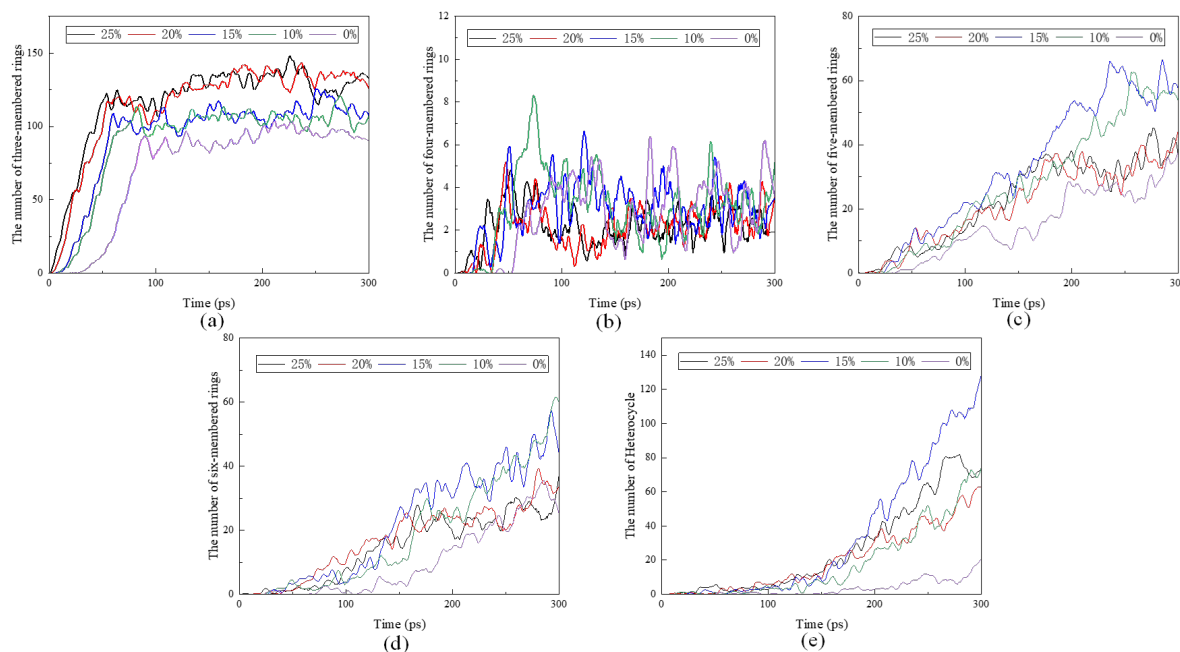 25% 20% 15% 10% 0%
The number of three-membered rings
150
100
50
0
0 100 200 300
Time (ps)
(a)
25% 20% 15% 10% 0%
The number of four-membered rings
12
10
8
6
4
2
0
0 100 200 300
Time (ps)
(b)
25% 20% 15% 10% 0%
The number of five-membered rings
80
60
40
20
0
0 100 200 300
Time (ps)
(c)
25% 20% 15% 10% 0%
The number of six-membered rings
80
60
40
20
0
0 100 200 300
Time (ps)
(d)
25% 20% 15% 10% 0%
The number of Heterocycle
140
120
100
80
60
40
20
0
0 100 200 300
Time (ps)
(e)